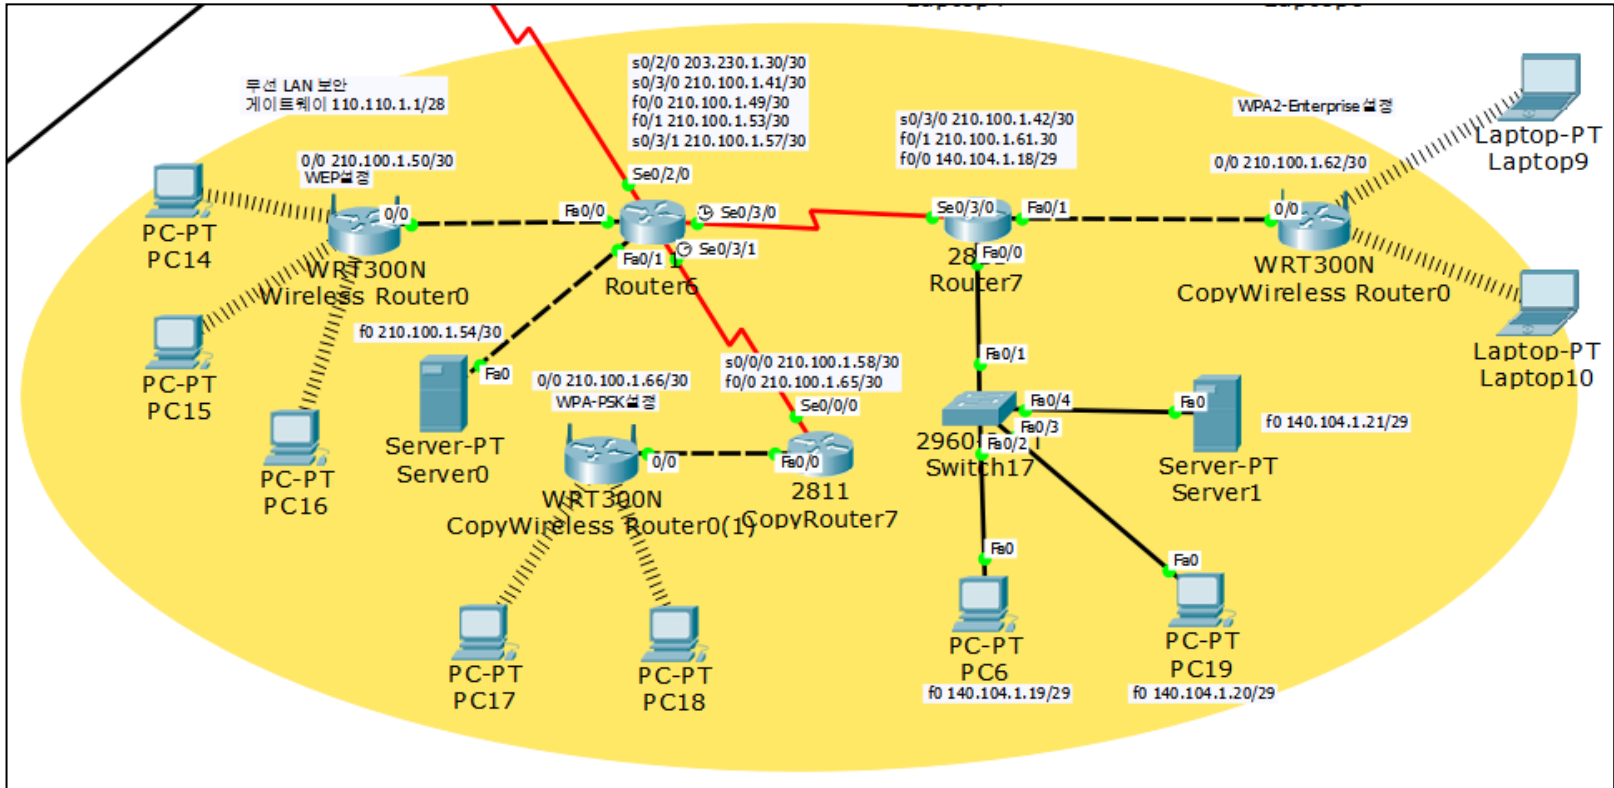 무선 LAN 보안
게이트웨이 110.110.1.1/28
s0/2/0 203.230.1.30/30
s0/3/0 210.100.1.41/30
f0/0 210.100.1.49/30
f0/1 210.100.1.53/30
s0/3/1 210.100.1.57/30
s0/3/0 210.100.1.42/30
f0/1 210.100.1.61.30
f0/0 140.104.1.18/29
WPA2-Enterprise설정
Laptop-PT
Laptop9
0/0 210.100.1.50/30
WEP설정
0/0 210.100.1.62/30
Se0/2/0
PC-PT
PC14
0/0
WRT300N
Wireless Router0
Fa0/0
Se0/3/0
Se0/3/1
Fa0/1
Router6
Se0/3/0
Fa0/1
Fa0/0
Router7
0/0
WRT300N
CopyWireless Router0
PC-PT
PC15
f0 210.100.1.54/30
Fa0
Server-PT
Server0
s0/0/0 210.100.1.58/30
f0/0 210.100.1.65/30
Se0/0/0
0/0 210.100.1.66/30
WPA-PSK설정
Laptop-PT
Laptop10
Fa0/1
Fa0/4
Fa0/3
Fa0/2
2960-
Switch17
Fa0
Server-PT
Server1
f0 140.104.1.21/29
PC-PT
PC16
0/0
WRT300N
CopyWireless Router0(1)
Fa0/0
2811
CopyRouter7
Fa0
PC-PT
PC6
f0 140.104.1.19/29
Fa0
PC-PT
PC19
f0 140.104.1.20/29
PC-PT
PC17
PC-PT
PC18